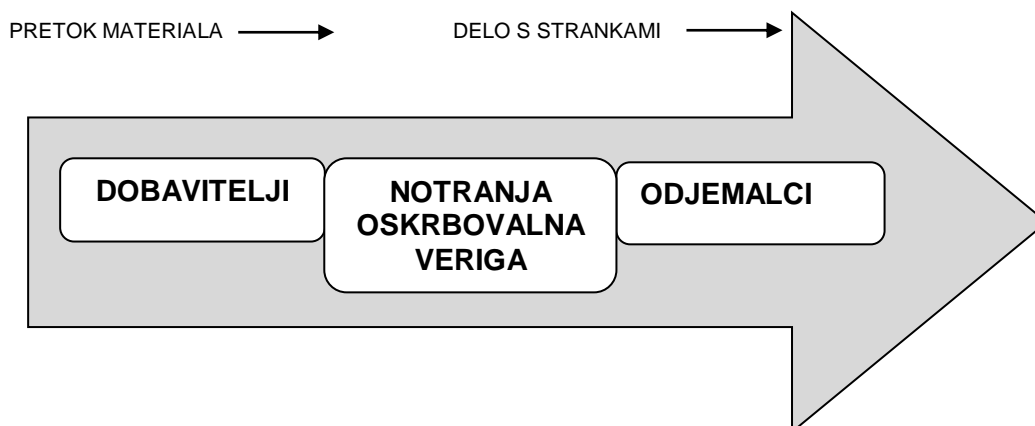 PRETOK MATERIALA
DELO S STRANKAMI
DOBAVITELJI
NOTRANJA
OSKRBOVALNA
VERIGA
ODJEMALCI